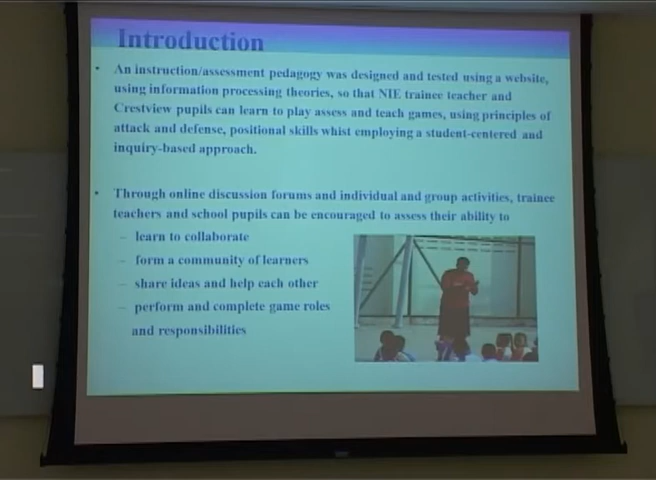 Introduction
• An instruction/assessment pedagogy was designed and tested using a website,
using information processing theories, so that NIE trainee teacher and
Crestview pupils can learn to play assess and teach games, using principles of
attack and defense, positional skills whist employing a student-centered and
inquiry-based approach.
• Through online discussion forums and individual and group activities, trainee
teachers and school pupils can be encouraged to assess their ability to
– learn to collaborate
– form a community of learners
– share ideas and help each other
– perform and complete game roles
and responsibilities